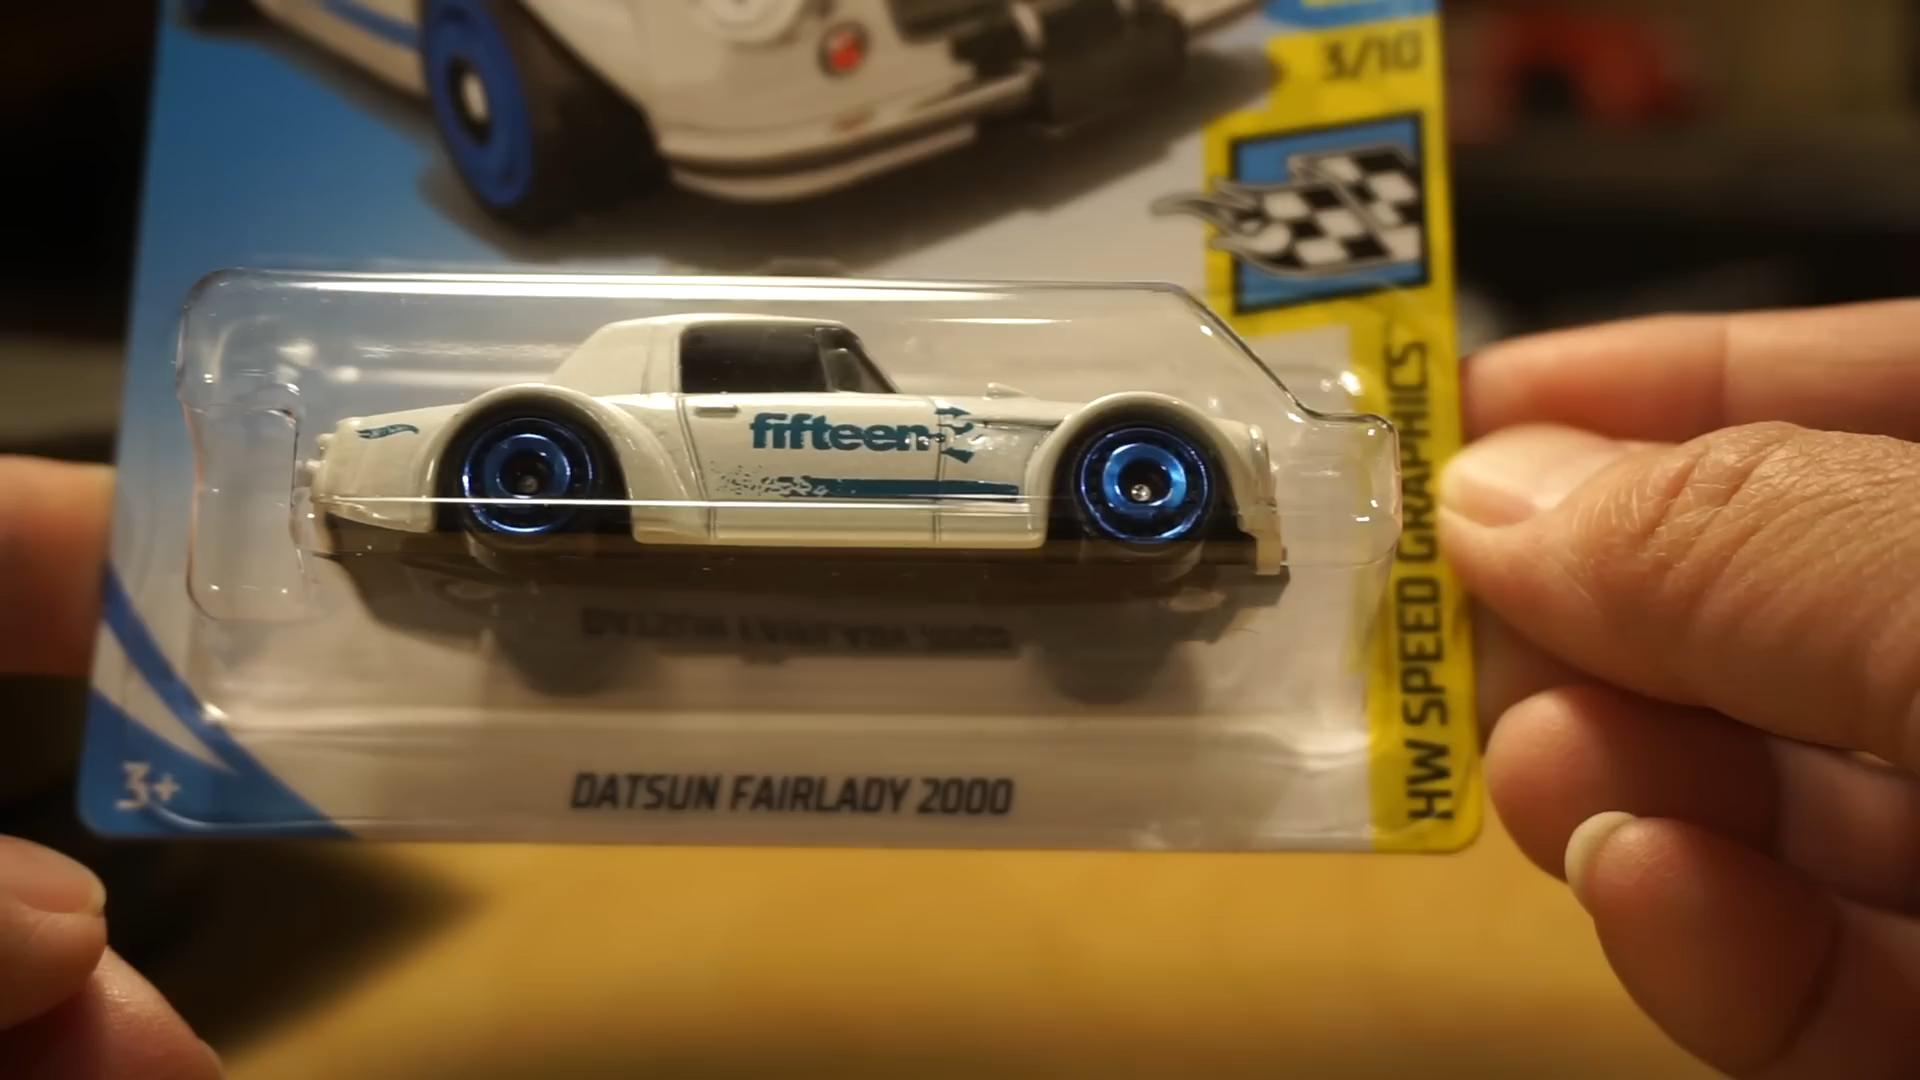 3/10
HW SPEED GRAPHICS
fifteen
3+
DATSUN FAIRLADY 2000